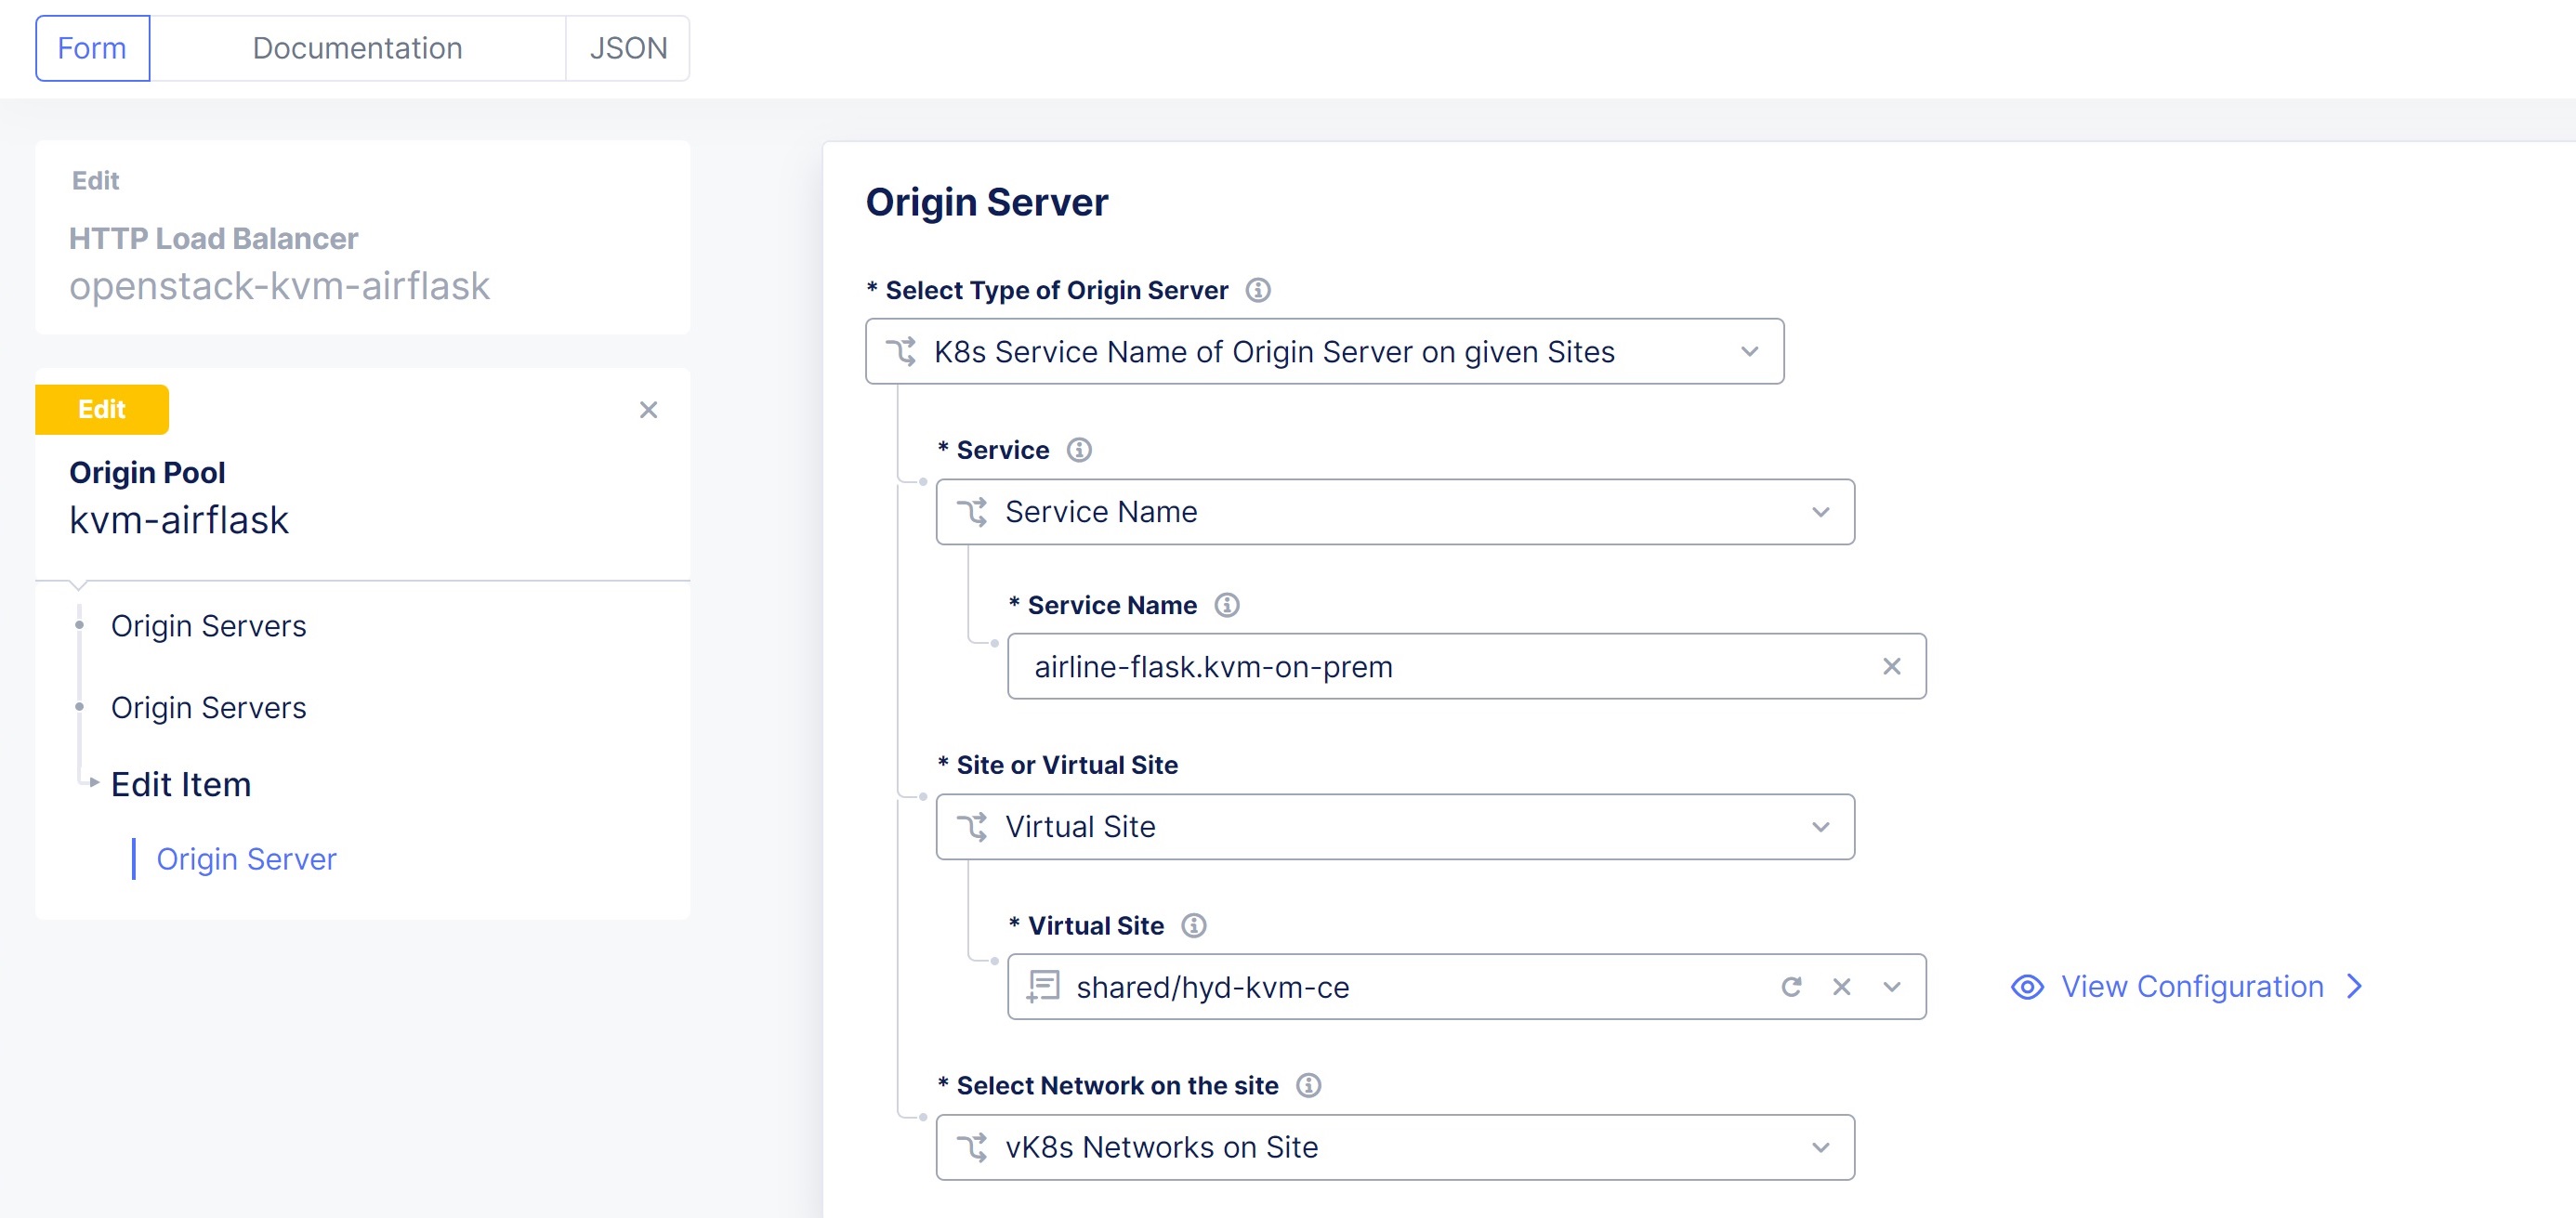 Form
Documentation
JSON
Edit
HTTP Load Balancer
openstack-kvm-airflask
Edit
Origin Pool
kvm-airflask
Origin Servers
Origin Servers
Edit Item
Origin Server
Origin Server
* Select Type of Origin Server
K8s Service Name of Origin Server on given Sites
* Service
Service Name
* Service Name
airline-flask.kvm-on-prem
* Site or Virtual Site
Virtual Site
* Virtual Site
shared/hyd-kvm-ce
View Configuration
* Select Network on the site
vK8s Networks on Site